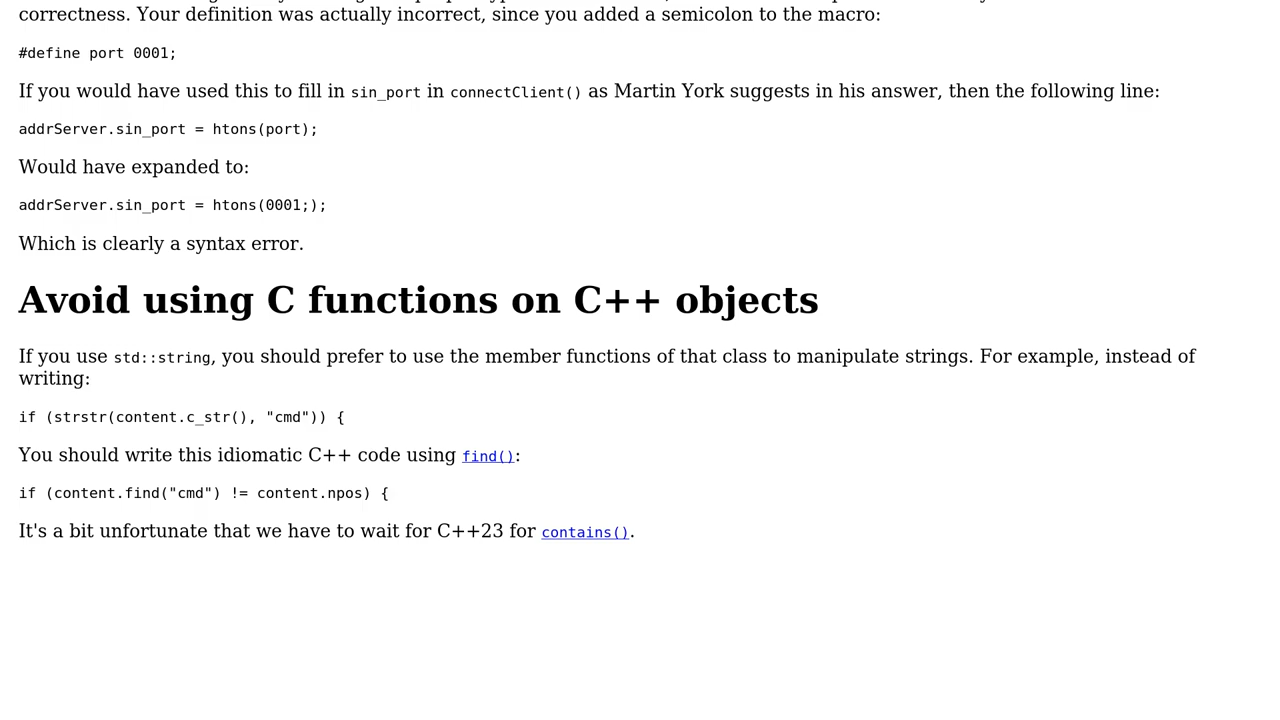 correctness. Your definition was actually incorrect, since you added a semicolon to the macro:
#define port 0001;
If you would have used this to fill in sin_port in connectClient() as Martin York suggests in his answer, then the following line:
addrServer.sin_port = htons(port);
Would have expanded to:
addrServer.sin_port = htons(0001;);
Which is clearly a syntax error.
Avoid using C functions on C++ objects
If you use std::string, you should prefer to use the member functions of that class to manipulate strings. For example, instead of
writing:
if (strstr(content.c_str(), "cmd")) {
You should write this idiomatic C++ code using find():
if (content.find("cmd") != content.npos) {
It's a bit unfortunate that we have to wait for C++23 for contains().